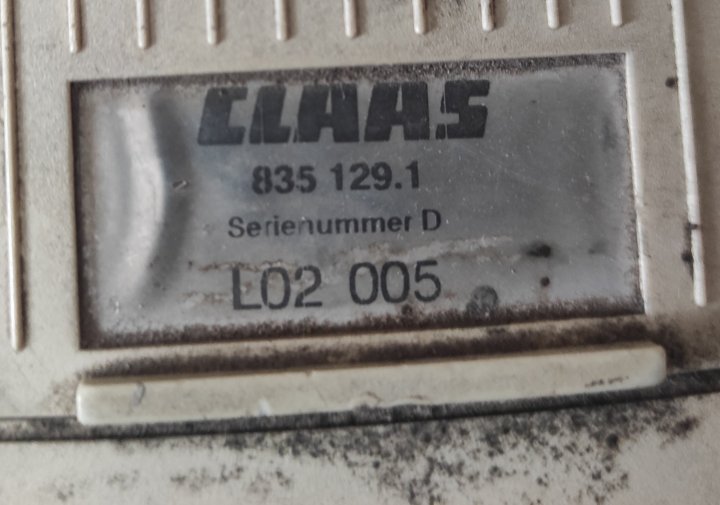 CLAAS
835 129.1
Serienummer D
L02 005